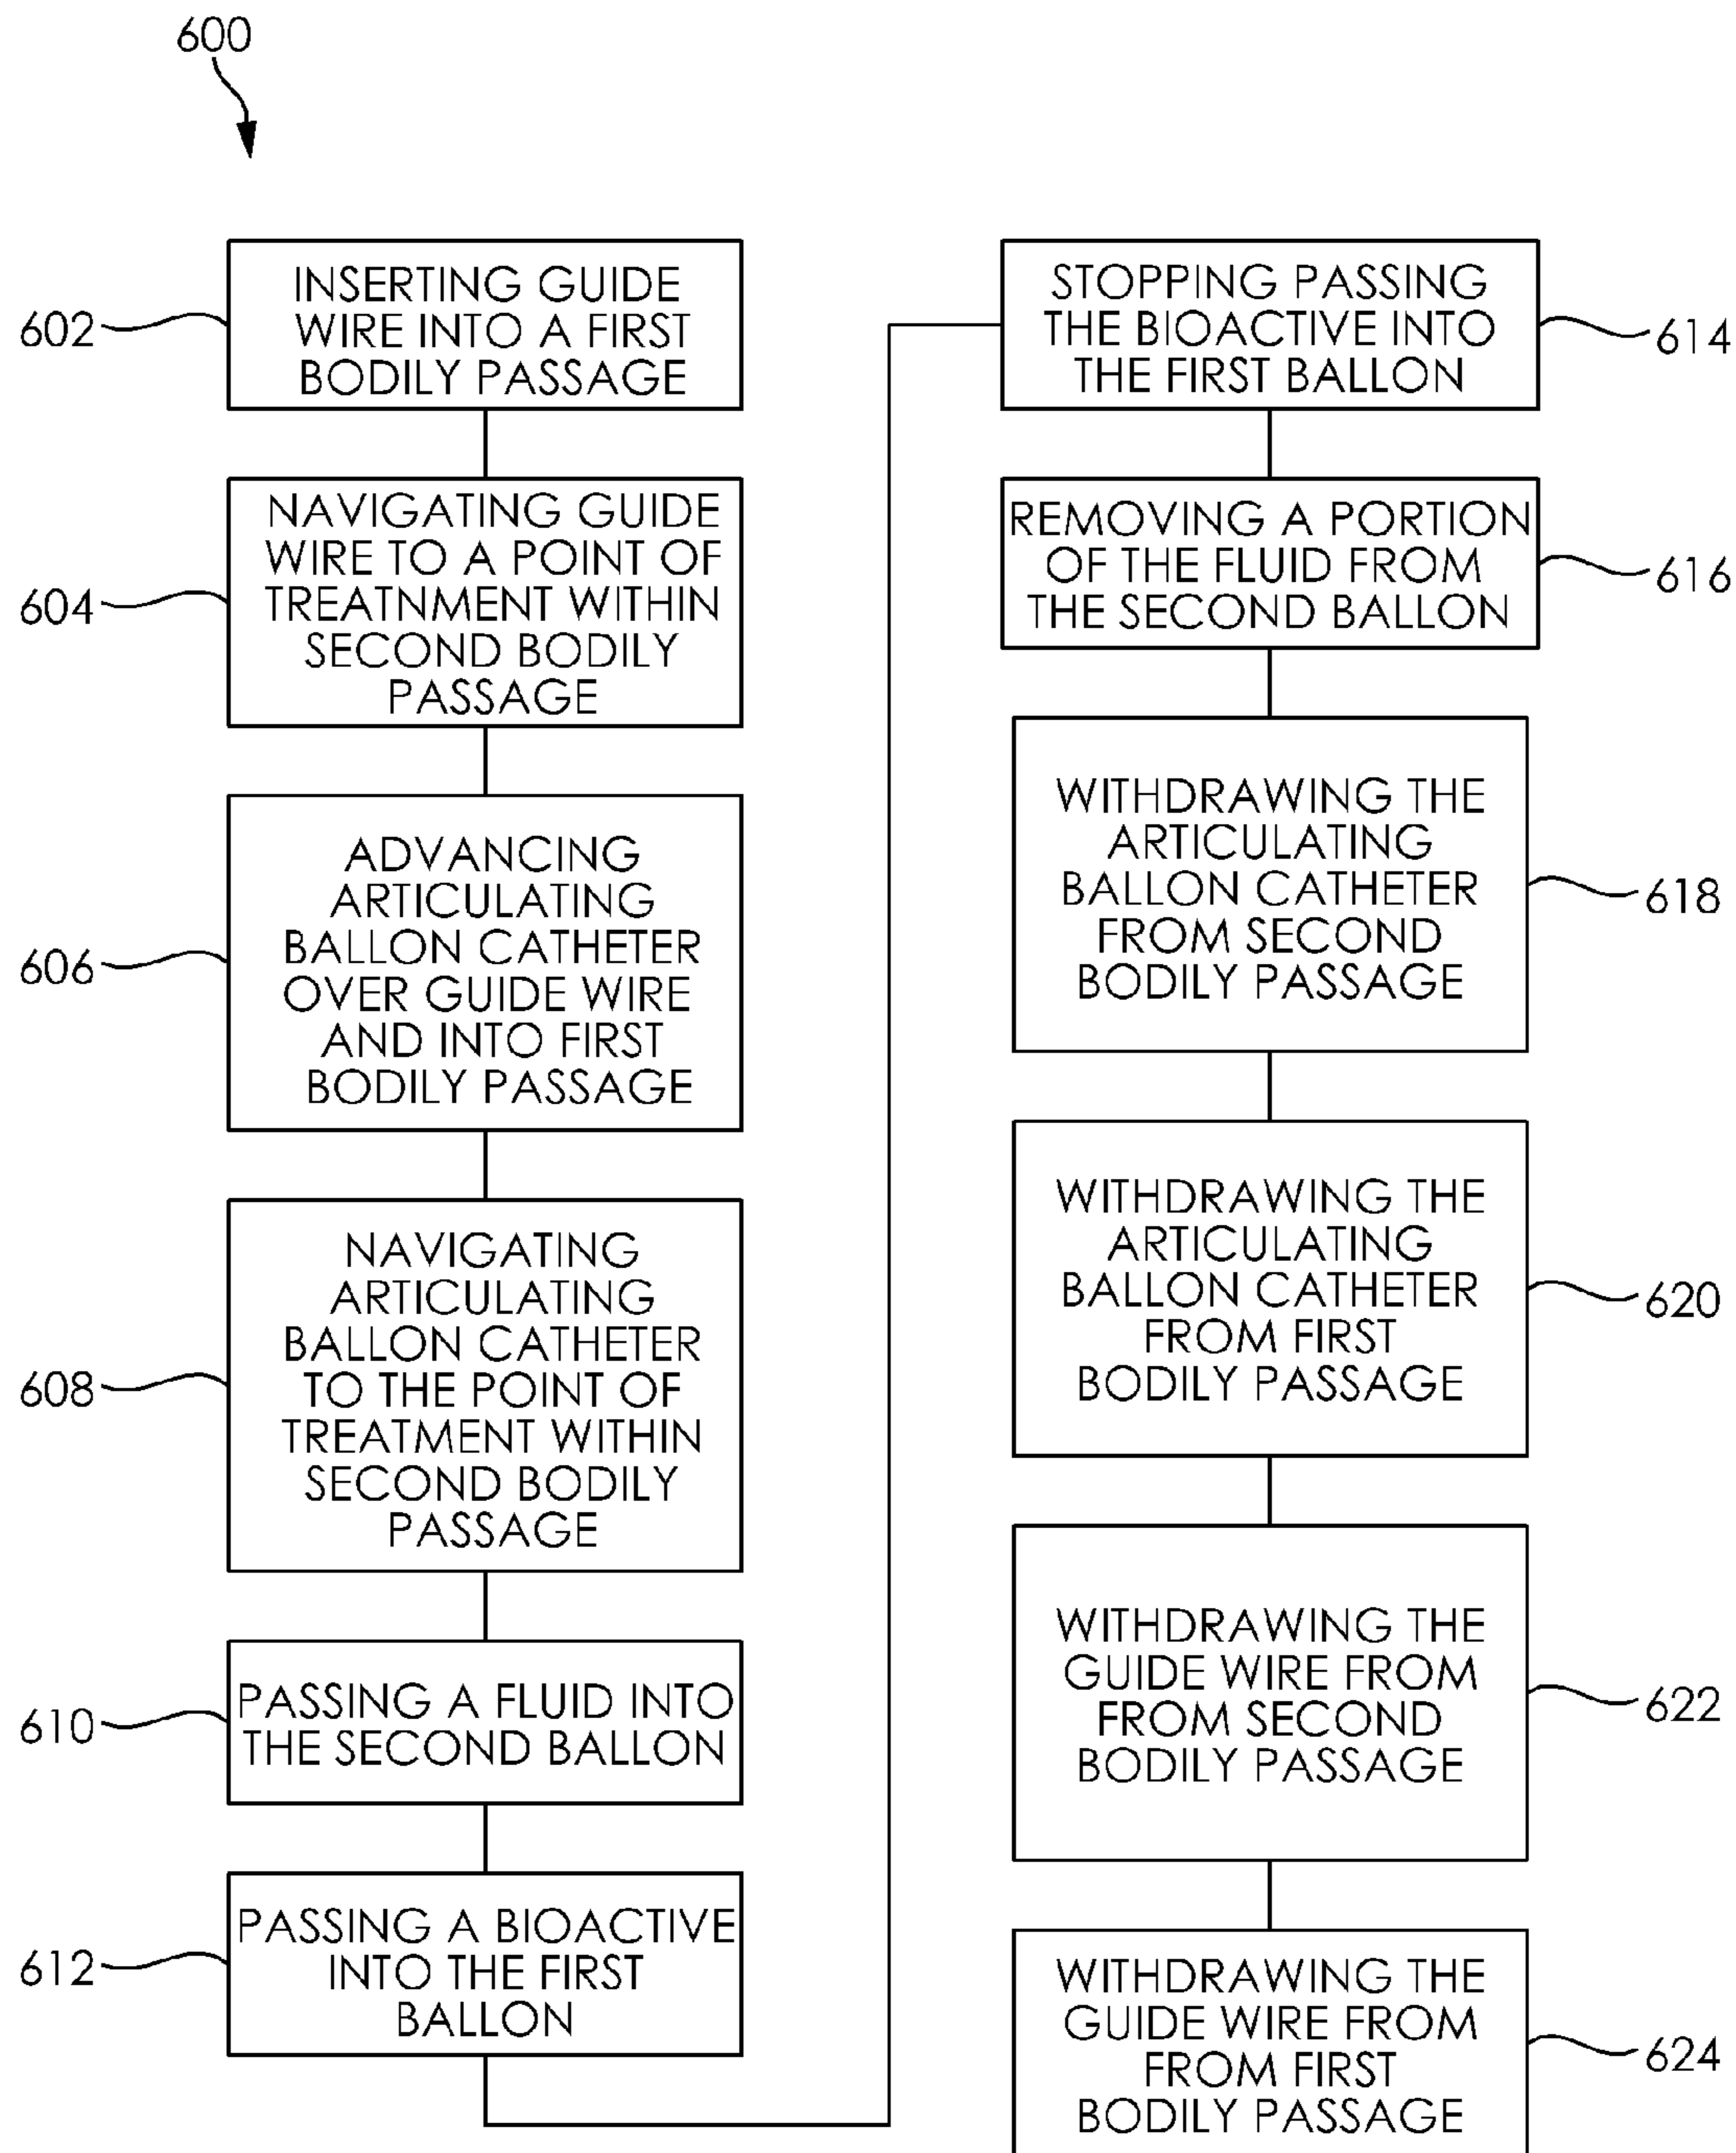 600
602
INSERTING GUIDE
WIRE INTO A FIRST
BODILY PASSAGE
604
NAVIGATING GUIDE
WIRE TO A POINT OF
TREATNMENT WITHIN
SECOND BODILY
PASSAGE
606
ADVANCING
ARTICULATING
BALLON CATHETER
OVER GUIDE WIRE
AND INTO FIRST
BODILY PASSAGE
608
NAVIGATING
ARTICULATING
BALLON CATHETER
TO THE POINT OF
TREATMENT WITHIN
SECOND BODILY
PASSAGE
610
PASSING A FLUID INTO
THE SECOND BALLON
612
PASSING A BIOACTIVE
INTO THE FIRST
BALLON
STOPPING PASSING
THE BIOACTIVE INTO
THE FIRST BALLON
614
REMOVING A PORTION
OF THE FLUID FROM
THE SECOND BALLON
616
WITHDRAWING THE
ARTICULATING
BALLON CATHETER
FROM SECOND
BODILY PASSAGE
618
WITHDRAWING THE
ARTICULATING
BALLON CATHETER
FROM FIRST
BODILY PASSAGE
620
WITHDRAWING THE
GUIDE WIRE FROM
FROM SECOND
BODILY PASSAGE
622
WITHDRAWING THE
GUIDE WIRE FROM
FROM FIRST
BODILY PASSAGE
624